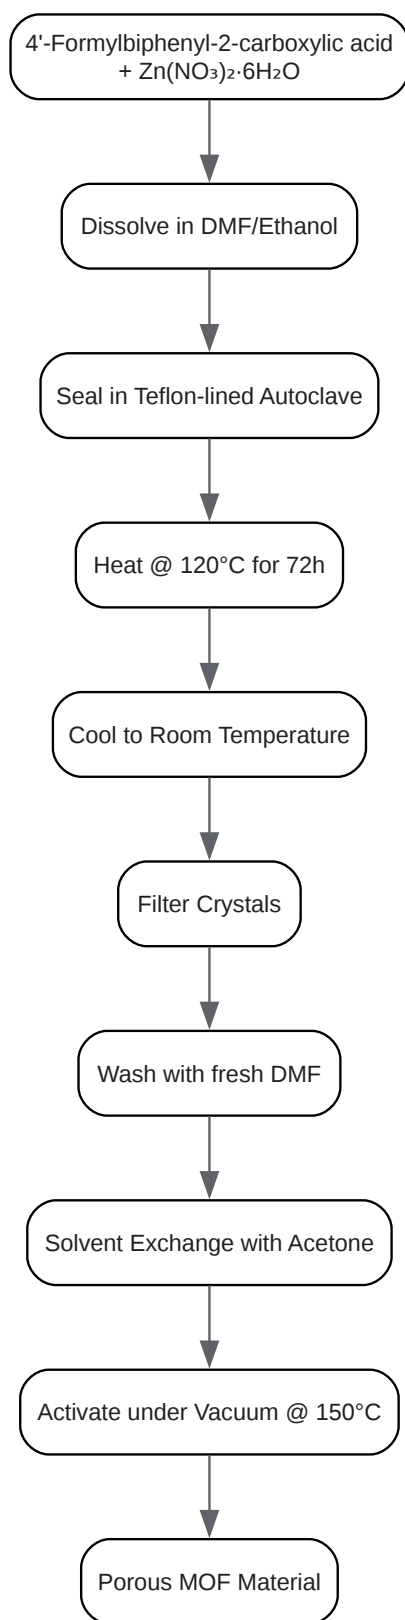 4'-Formylbiphenyl-2-carboxylic acid
+ Zn(NO₃)₂·6H₂O
Dissolve in DMF/Ethanol
Seal in Teflon-lined Autoclave
Heat @ 120°C for 72h
Cool to Room Temperature
Filter Crystals
Wash with fresh DMF
Solvent Exchange with Acetone
Activate under Vacuum @ 150°C
Porous MOF Material